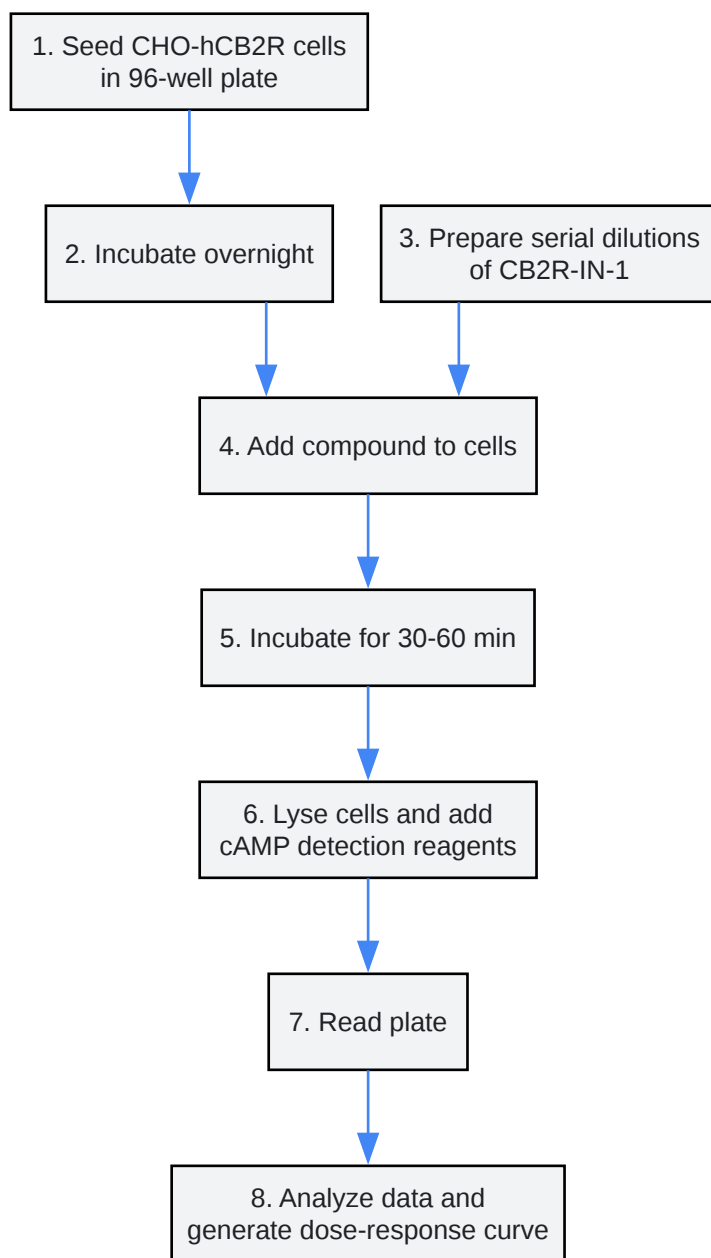 1. Seed CHO-hCB2R cells
in 96-well plate
2. Incubate overnight
3. Prepare serial dilutions
of CB2R-IN-1
4. Add compound to cells
5. Incubate for 30-60 min
6. Lyse cells and add
cAMP detection reagents
7. Read plate
8. Analyze data and
generate dose-response curve